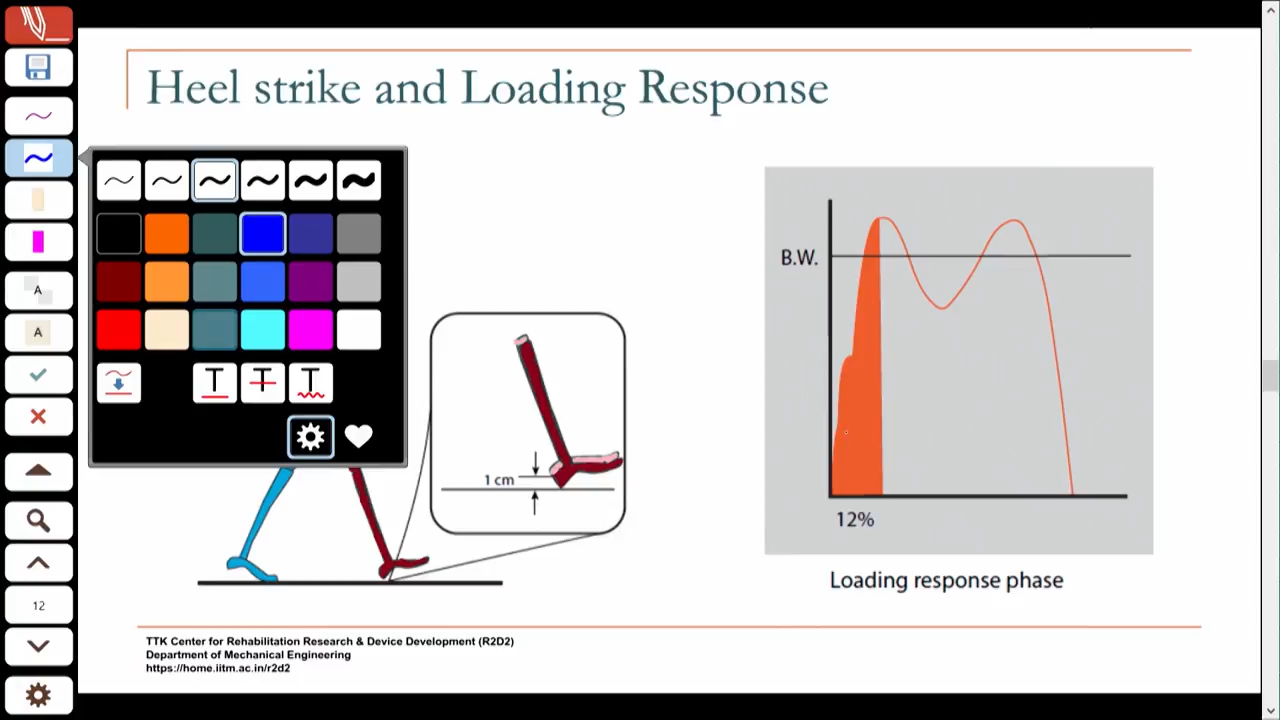 Heel strike and Loading Response
A
A
T T T
B.W.
1 cm
12%
Loading response phase
12
TTK Center for Rehabilitation Research & Device Development (R2D2)
Department of Mechanical Engineering
https://home.iitm.ac.in/r2d2